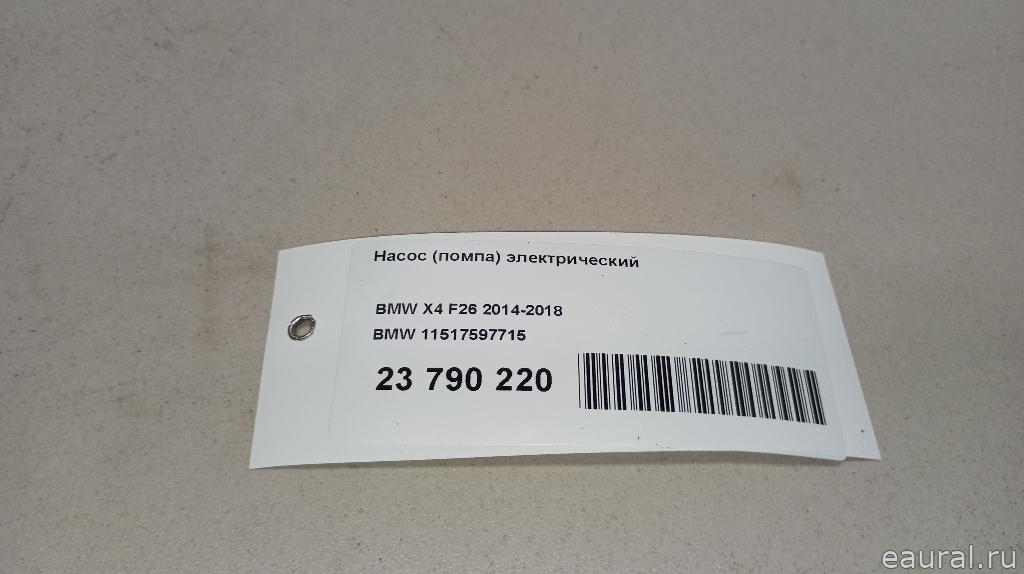 Насос (помпа) электрический
BMW X4 F26 2014-2018
BMW 11517597715
23 790 220
eaural.ru